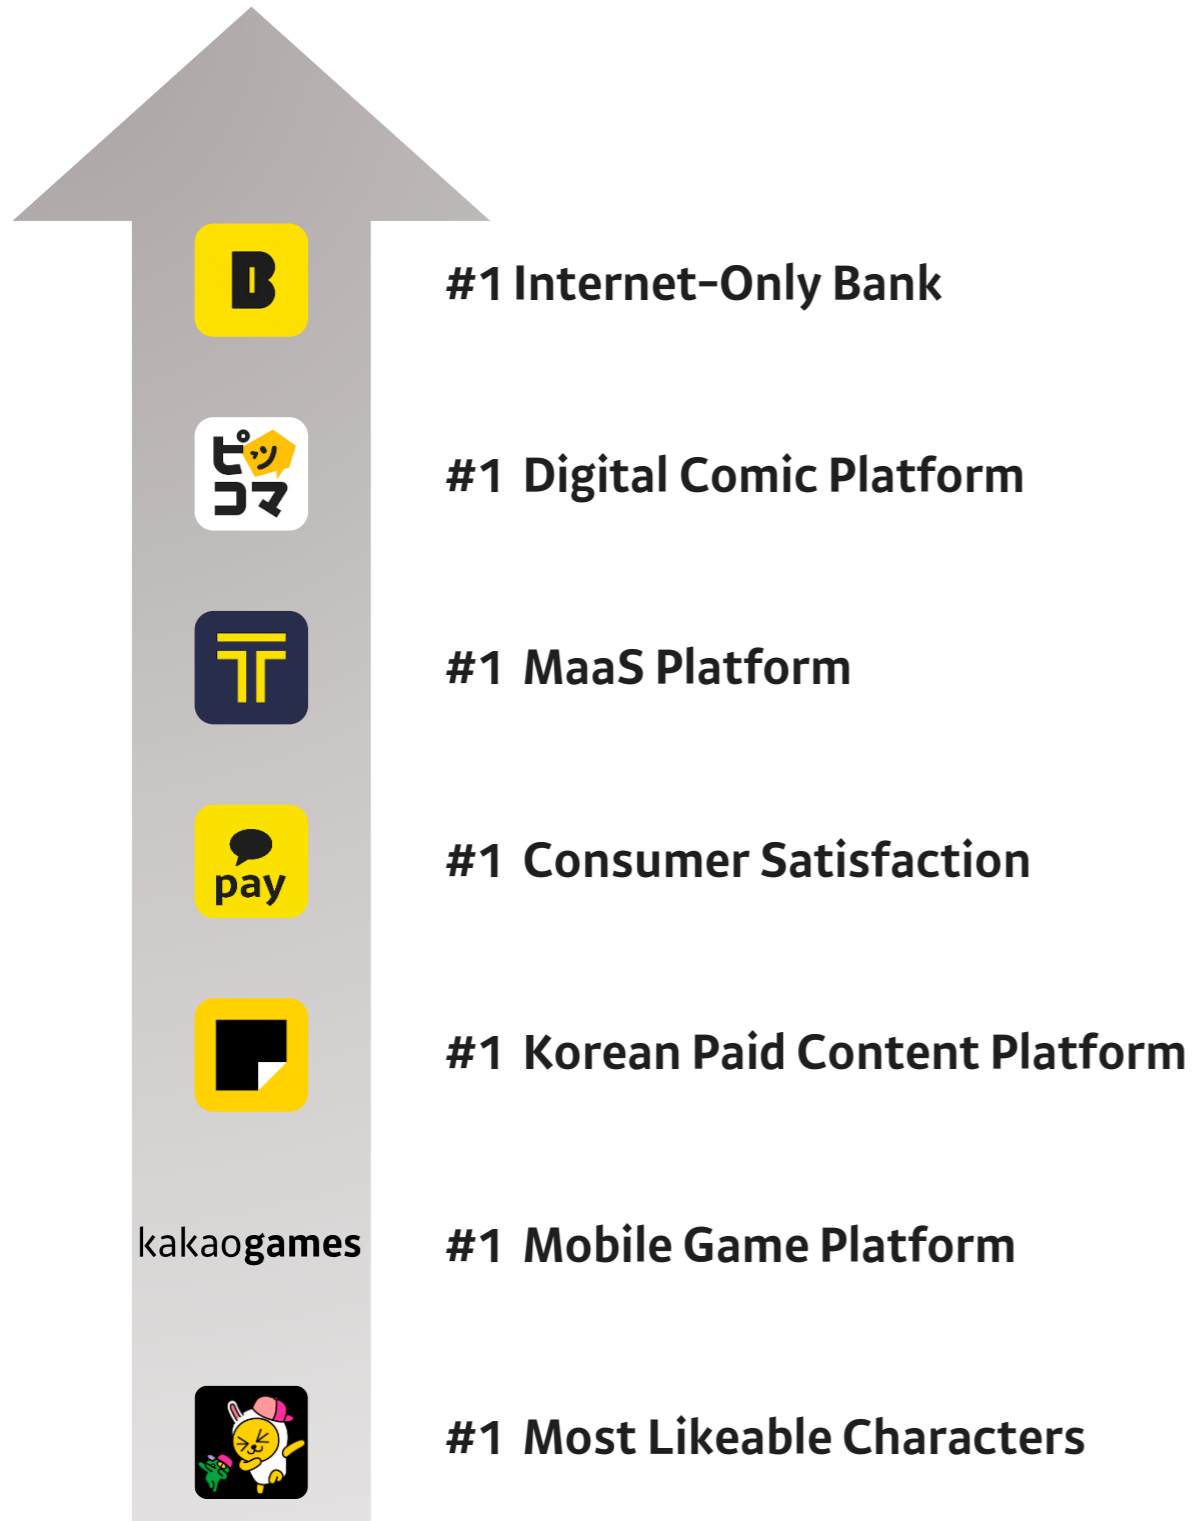 B
#1 Internet-Only Bank
ピッ
コマ
#1 Digital Comic Platform
T
#1 MaaS Platform
pay
#1 Consumer Satisfaction
#1 Korean Paid Content Platform
kakaogames
#1 Mobile Game Platform
#1 Most Likeable Characters